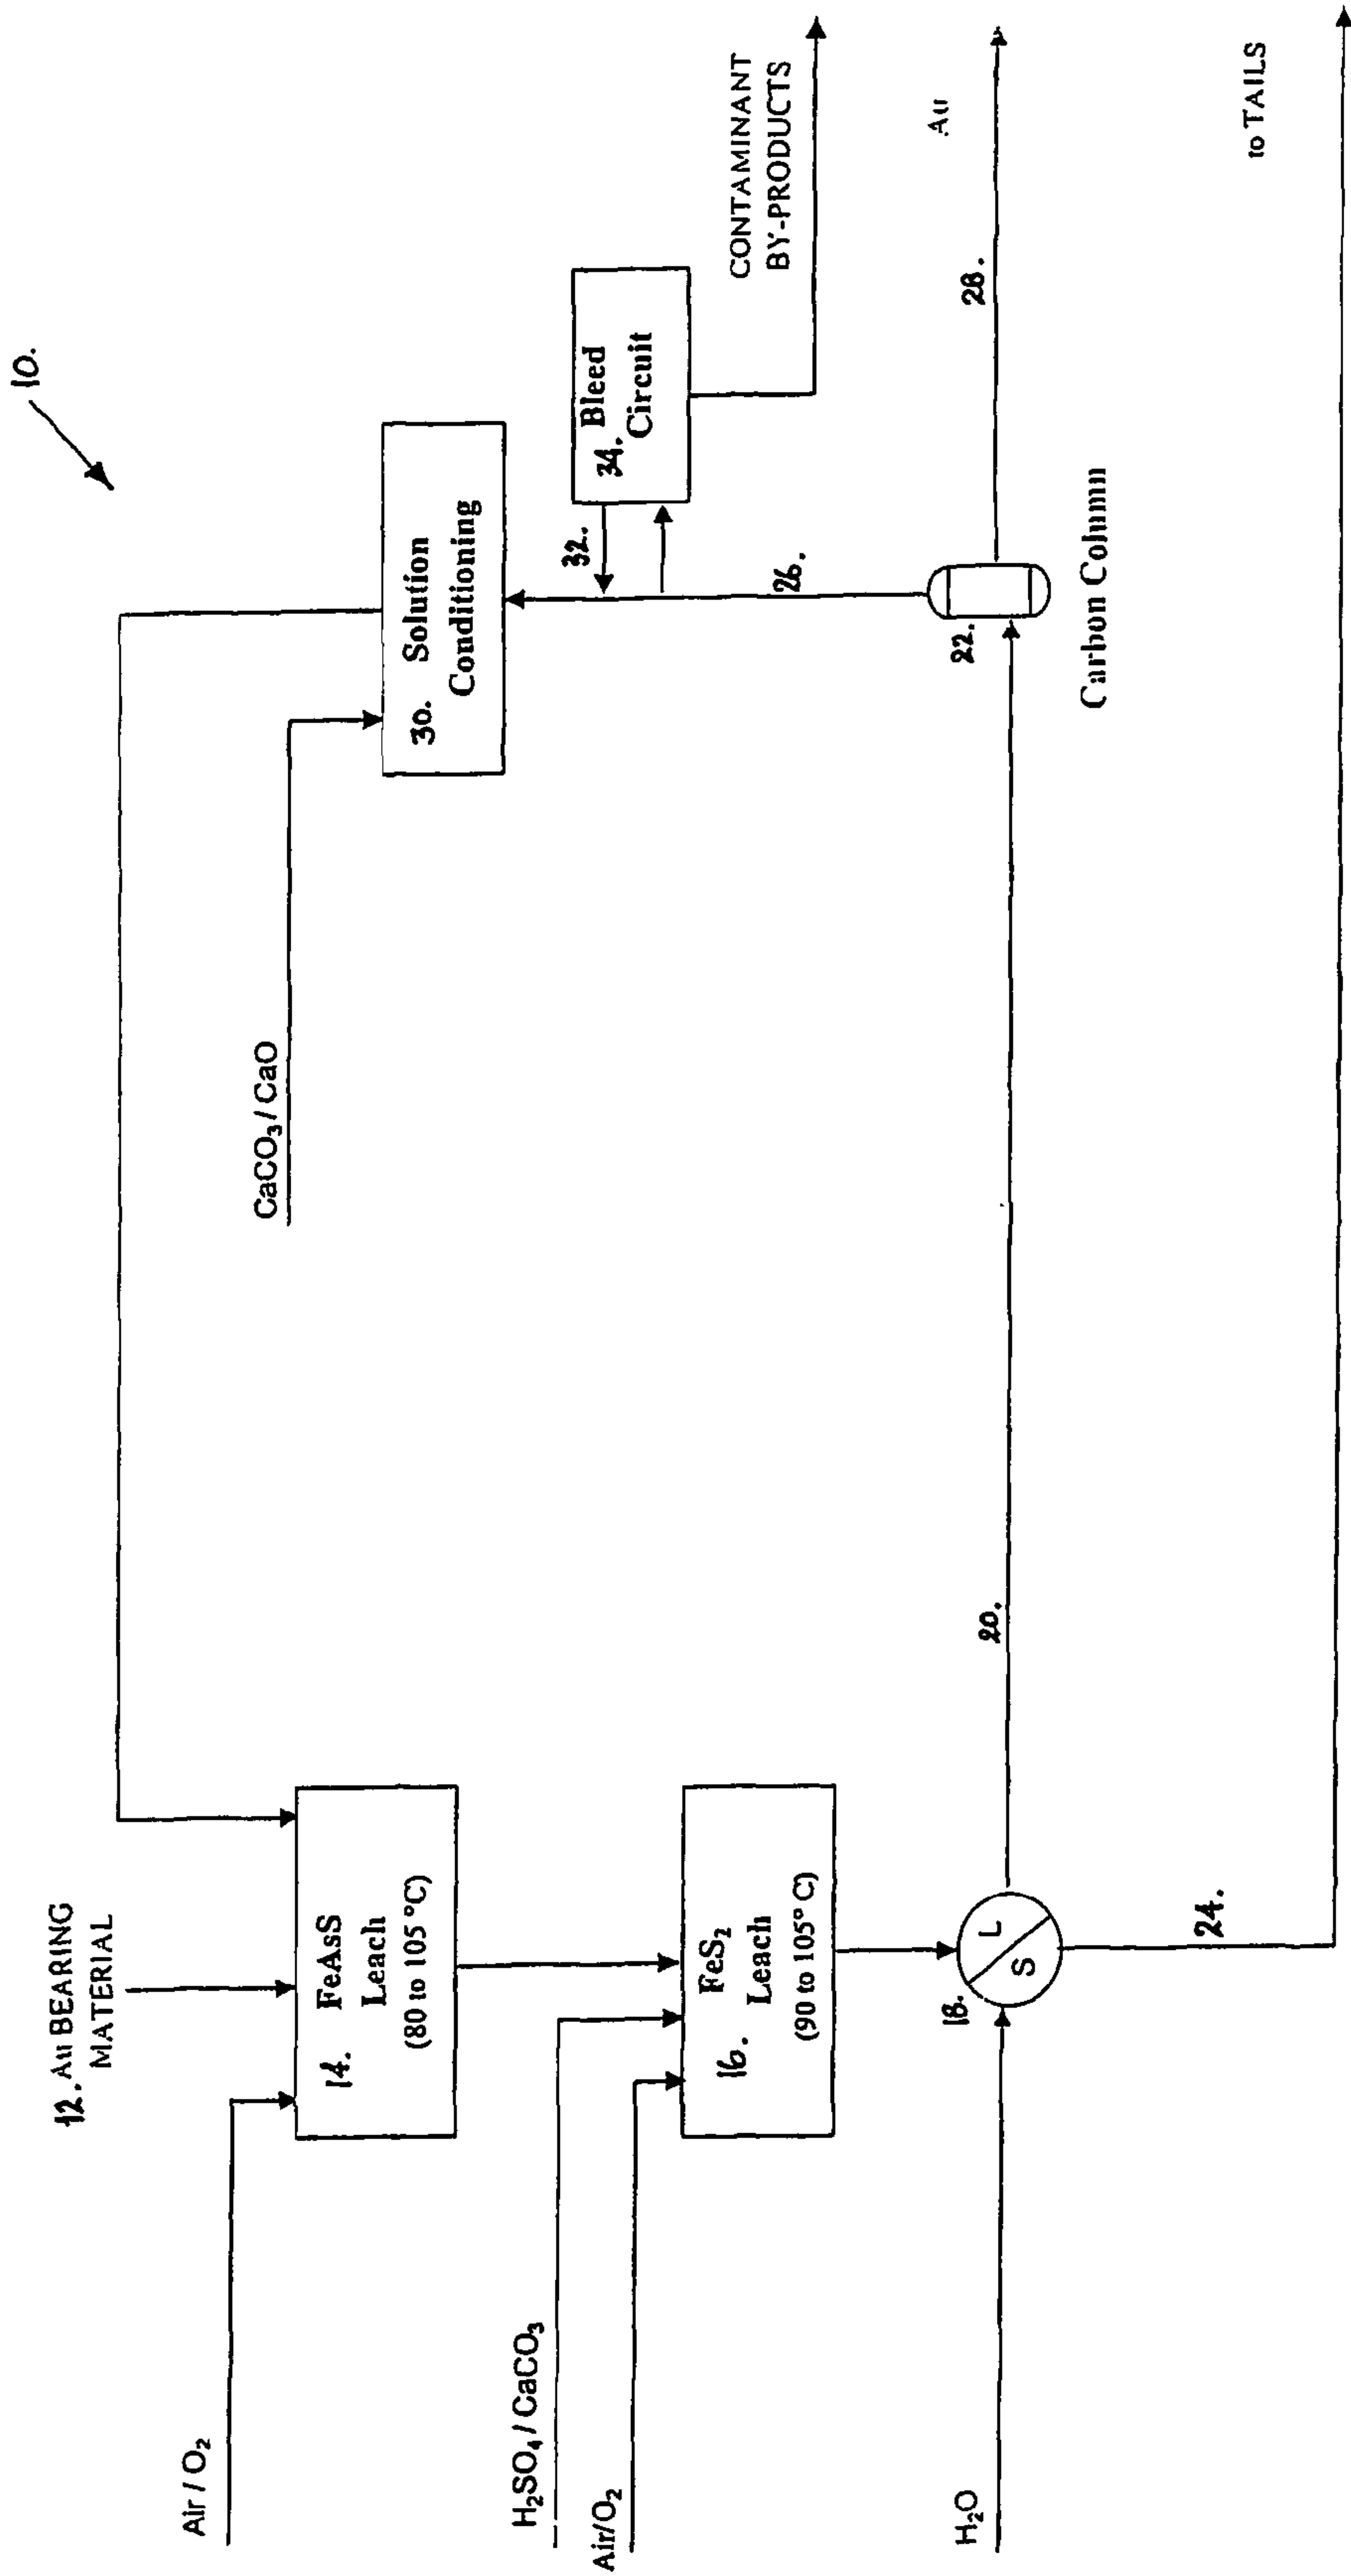 10.
12. Au BEARING
MATERIAL
Air / O₂
14. FeAsS
Leach
(80 to 105 °C)
CaCO₃ / CaO
30. Solution
Conditioning
H₂SO₄ / CaCO₃
Air/O₂
16. FeS₂
Leach
(90 to 105° C)
32.
34. Bleed
Circuit
CONTAMINANT
BY-PRODUCTS
26.
H₂O
18.
S L
20.
22.
Carbon Column
28.
Au
24.
to TAILS